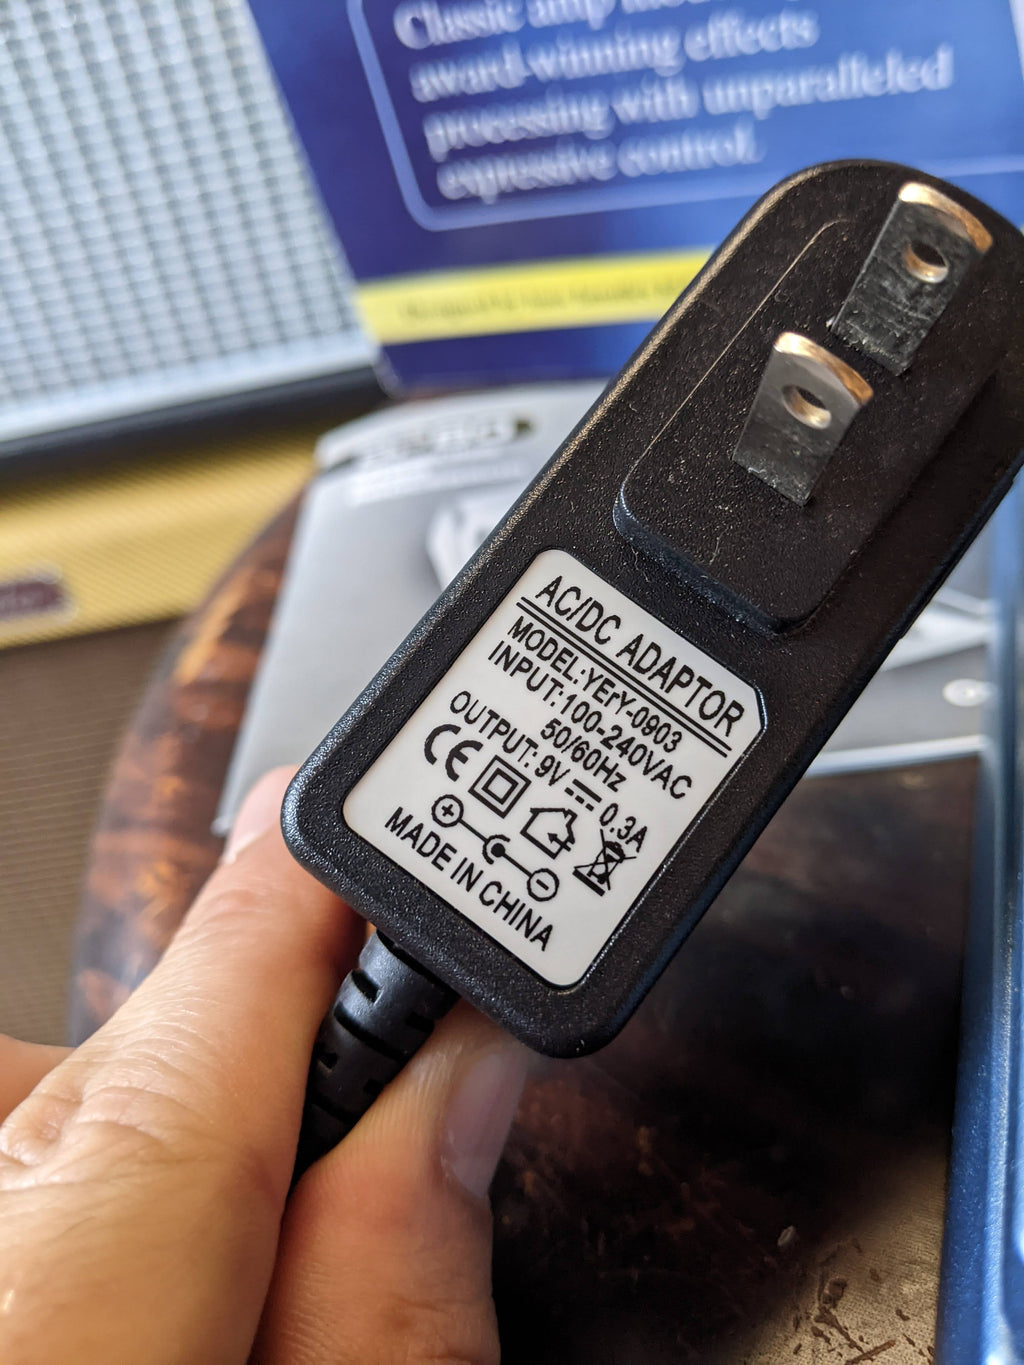 Classic amp
award-winning effects
processing with unparalleled
expressive control.
AC/DC ADAPTOR
MODEL:YErY-0903
INPUT:100-240VAC
50/60Hz
OUTPUT: 9V⎓0.3A
CE
MADE IN CHINA